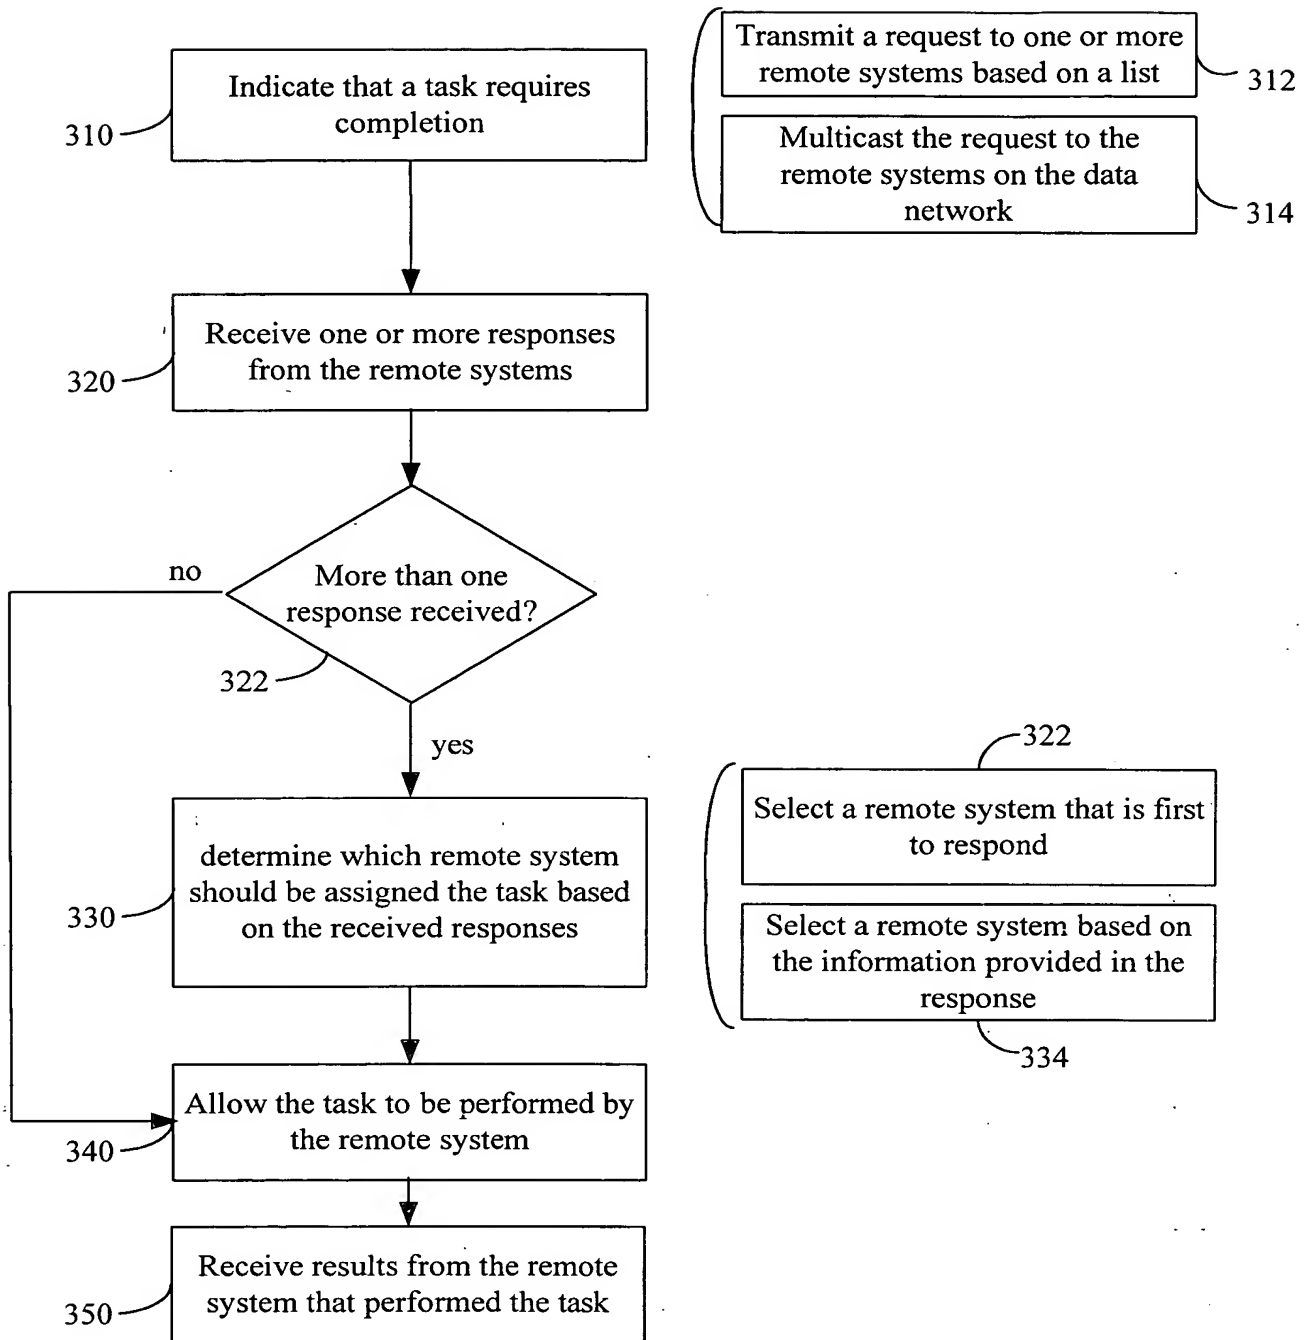 Indicate that a task requires
completion
310
Transmit a request to one or more
remote systems based on a list
312
Multicast the request to the
remote systems on the data
network
314
Receive one or more responses
from the remote systems
320
no
More than one
response received?
322
yes
determine which remote system
should be assigned the task based
on the received responses
330
322
Select a remote system that is first
to respond
Select a remote system based on
the information provided in the
response
334
Allow the task to be performed by
the remote system
340
Receive results from the remote
system that performed the task
350